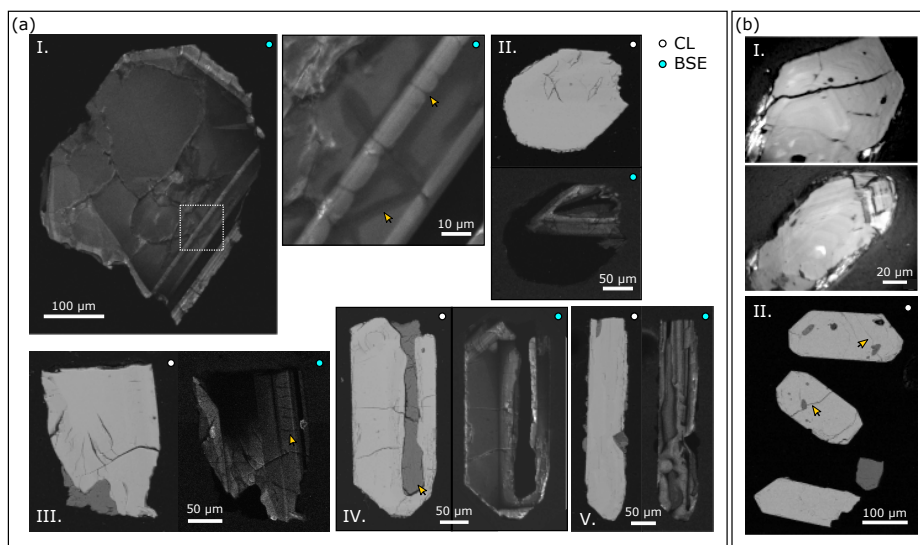 (a)
I.
100 µm
10 µm
II.
50 µm
CL
BSE
III.
50 µm
IV.
50 µm
V.
50 µm
(b)
I.
20 µm
II.
100 µm